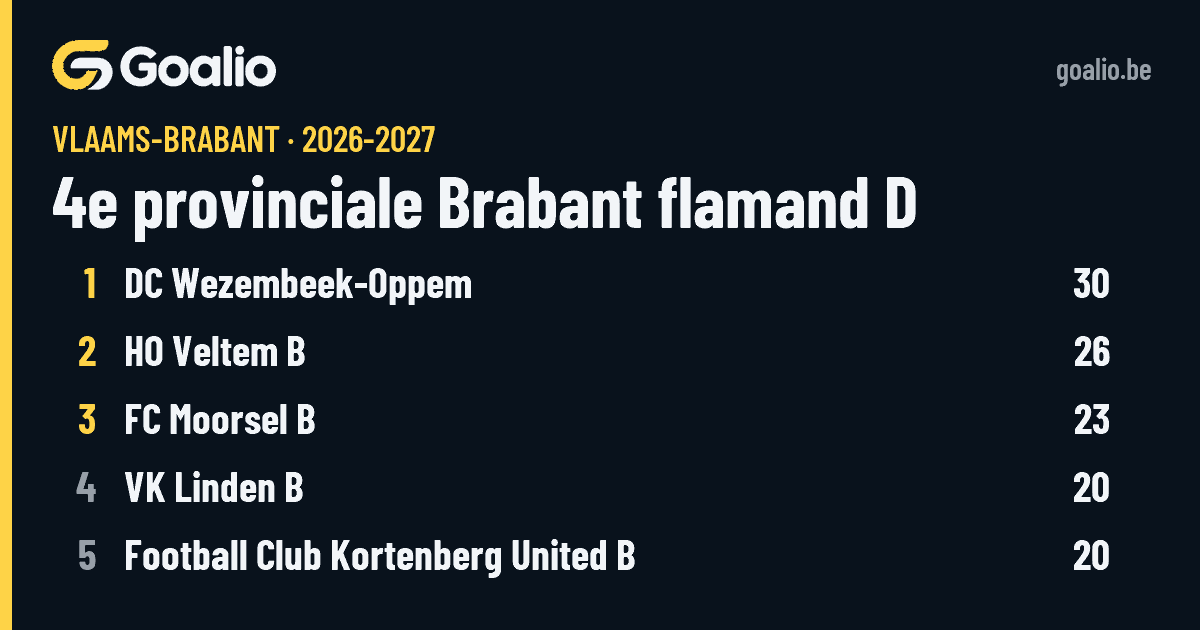 Goalio
goalio.be
VLAAMS-BRABANT · 2026-2027
4e provinciale Brabant flamand D
1 DC Wezembeek-Oppem 30
2 HO Veltem B 26
3 FC Moorsel B 23
4 VK Linden B 20
5 Football Club Kortenberg United B 20